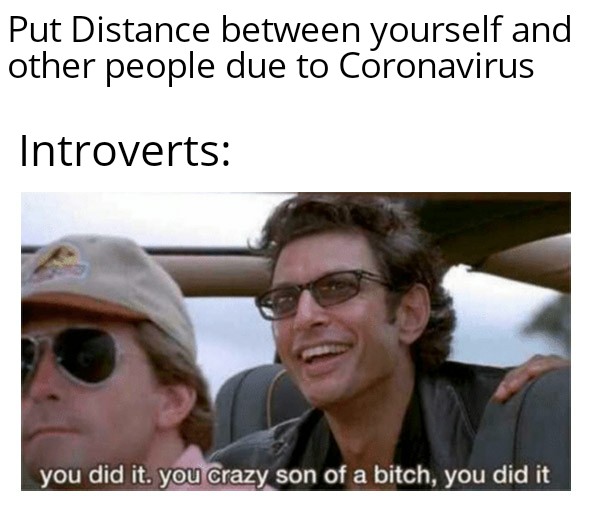 Put Distance between yourself and
other people due to Coronavirus
Introverts:
you did it. you crazy son of a bitch, you did it